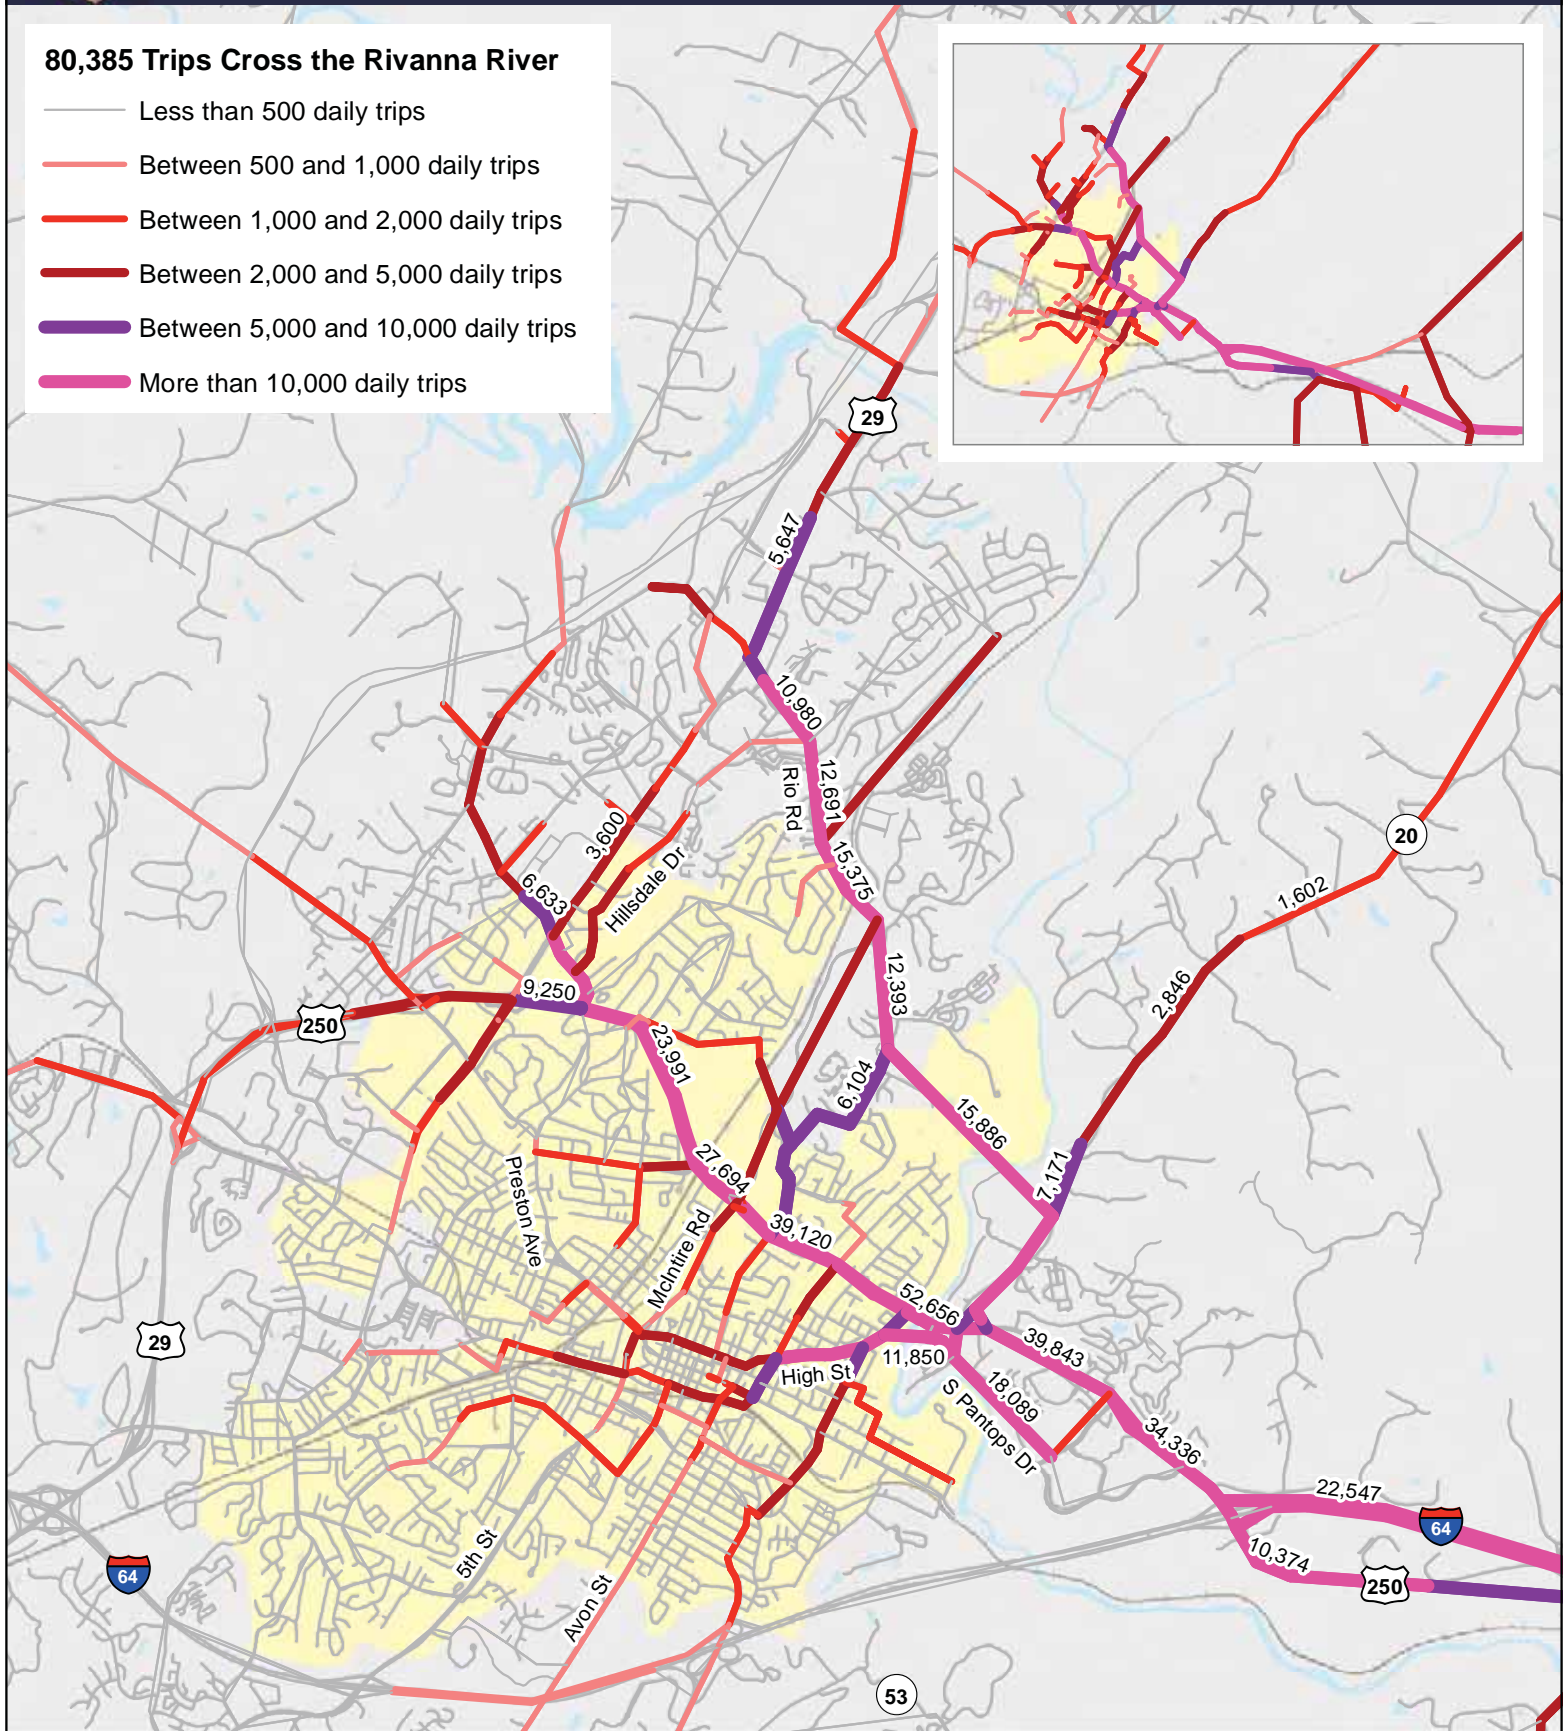 80,385 Trips Cross the Rivanna River
Less than 500 daily trips
Between 500 and 1,000 daily trips
Between 1,000 and 2,000 daily trips
Between 2,000 and 5,000 daily trips
Between 5,000 and 10,000 daily trips
More than 10,000 daily trips
29
5,647
10,980
Rio Rd
12,691
3,600
15,375
20
6,633
Hillsdale Dr
1,602
9,250
12,393
2,846
250
23,991
6,104
15,886
27,694
7,171
Preston Ave
McIntire Rd
39,120
52,656
29
39,843
11,850
High St
18,089
S Pantops Dr
34,336
22,547
64
5th St
10,374
250
64
Avon St
53